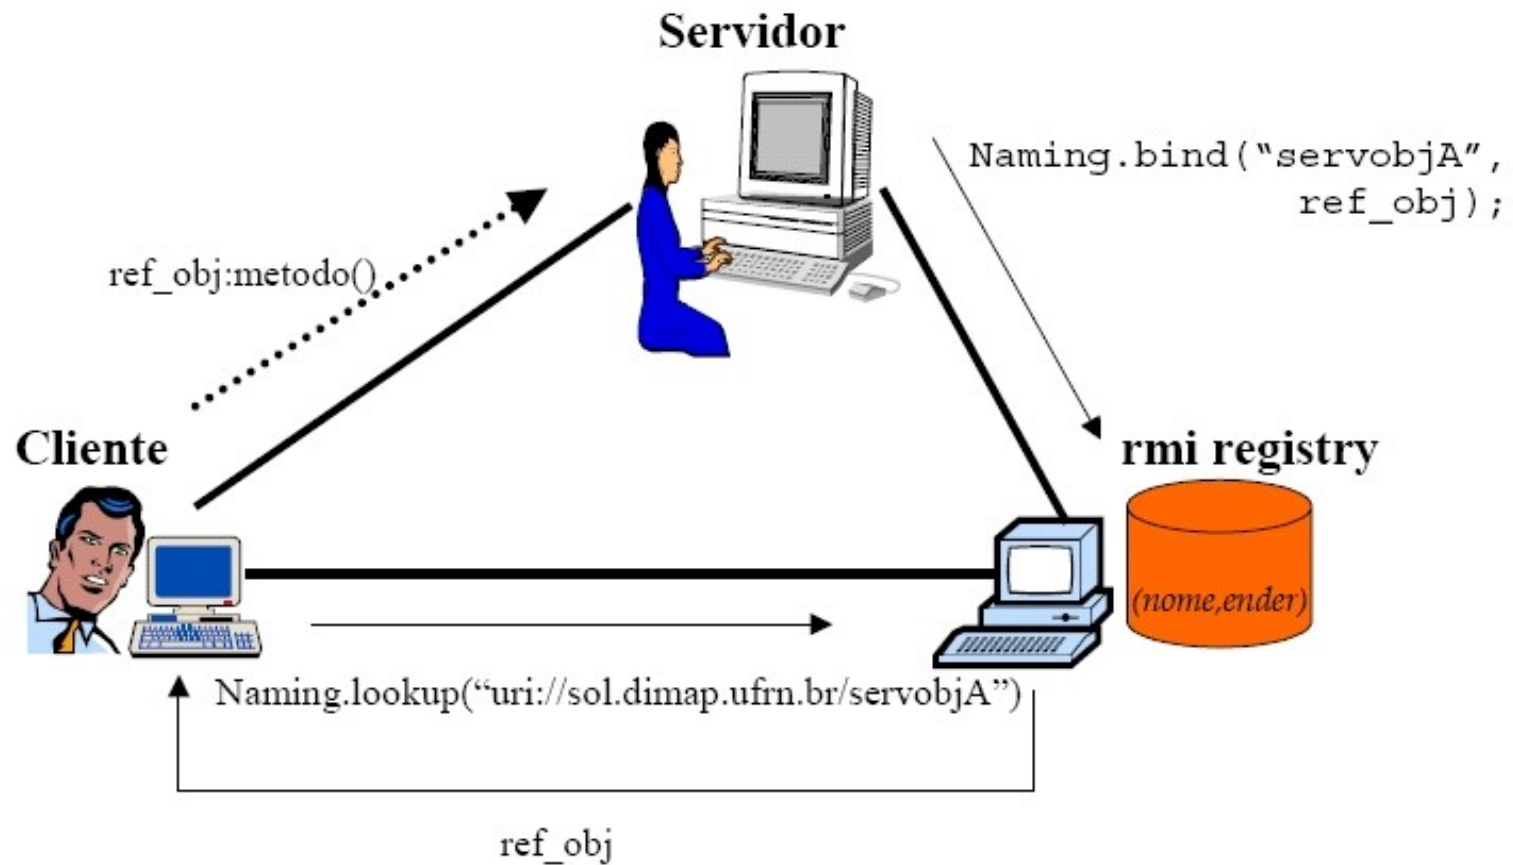 Servidor
Naming.bind(“servobjA”,
ref_obj);
ref_obj:metodo()
Cliente
rmi registry
(nome,ender)
Naming.lookup(“uri://sol.dimap.ufrn.br/servobjA”)
ref_obj